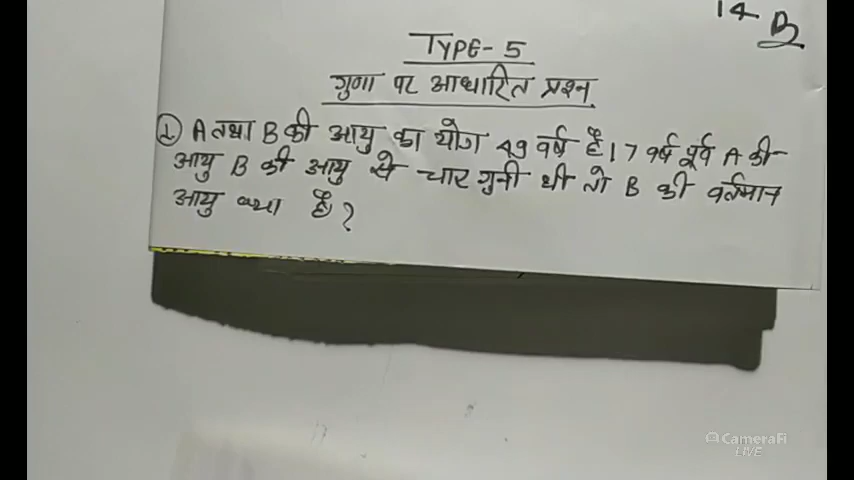 14 B
TYPE-5
गुणा पर आधारित प्रश्न
① A तथा B की आयु का योग 49 वर्ष है। 7 वर्ष पूर्व A की
आयु B की आयु से चार गुनी थी तो B की वर्तमान
आयु क्या है?
CameraFi
LIVE